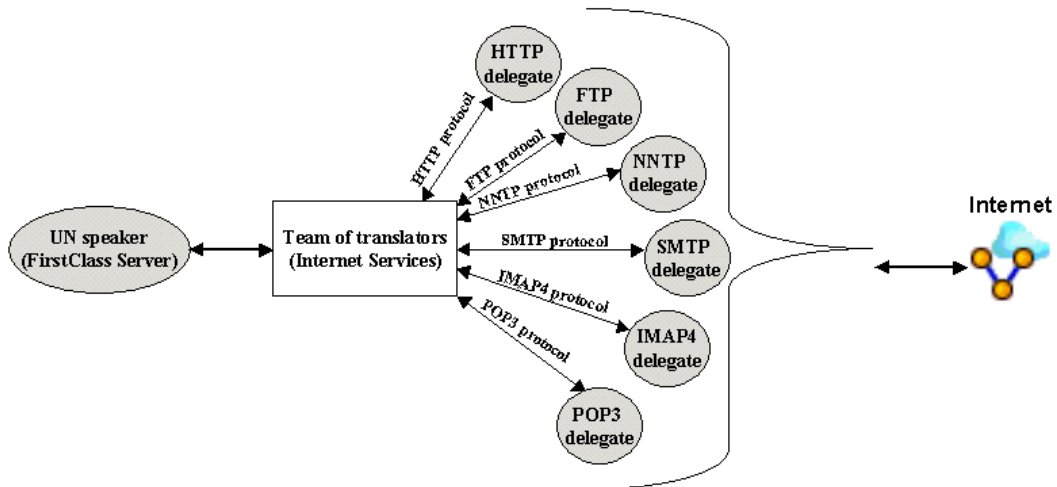 HTTP
delegate
FTP
delegate
NNTP
delegate
SMTP
delegate
IMAP4
delegate
POP3
delegate
HTTP protocol
FTP protocol
NNTP protocol
SMTP protocol
IMAP4 protocol
POP3 protocol
UN speaker
(FirstClass Server)
Team of translators
(Internet Services)
Internet